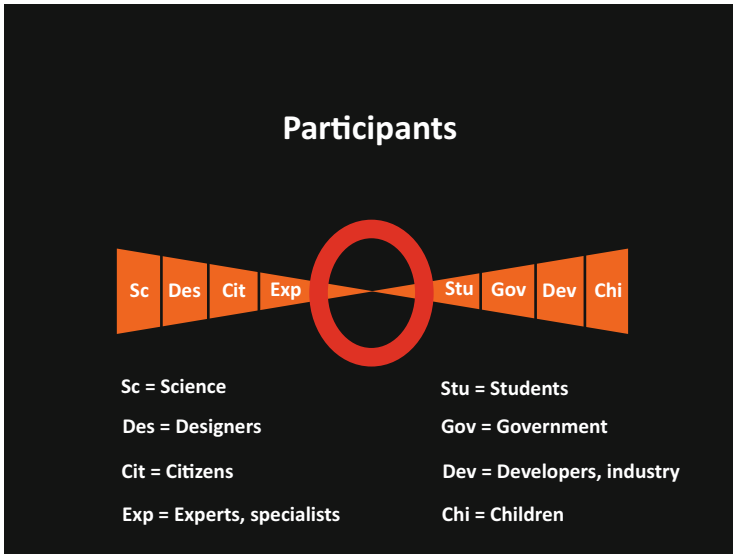 Participants
Sc Des Cit Exp Stu Gov Dev Chi
Sc = Science
Des = Designers
Cit = Citizens
Exp = Experts, specialists
Stu = Students
Gov = Government
Dev = Developers, industry
Chi = Children